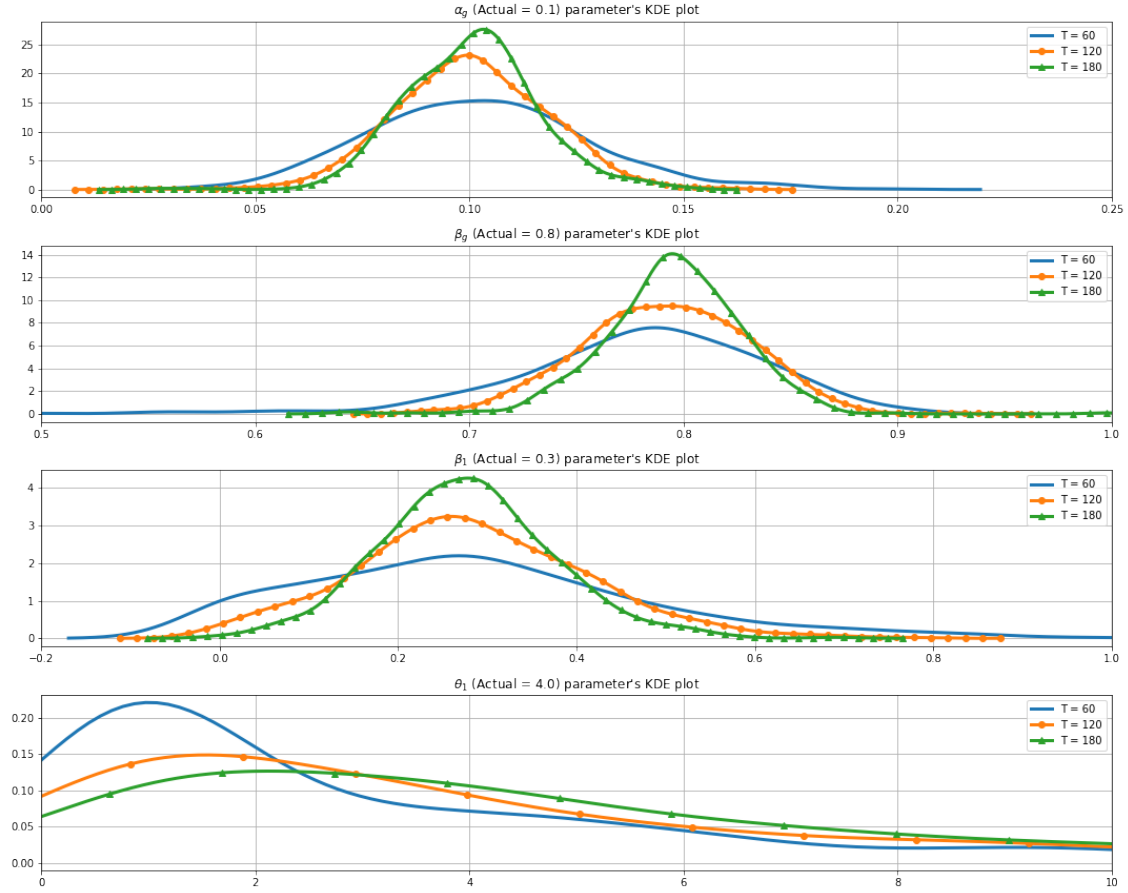 α_g (Actual = 0.1) parameter's KDE plot
25
20
15
10
5
0
T = 60
T = 120
T = 180
0.00 0.05 0.10 0.15 0.20 0.25
β_g (Actual = 0.8) parameter's KDE plot
14
12
10
8
6
4
2
0
T = 60
T = 120
T = 180
0.5 0.6 0.7 0.8 0.9 1.0
β_1 (Actual = 0.3) parameter's KDE plot
4
3
2
1
0
T = 60
T = 120
T = 180
−0.2 0.0 0.2 0.4 0.6 0.8 1.0
θ_1 (Actual = 4.0) parameter's KDE plot
0.20
0.15
0.10
0.05
0.00
T = 60
T = 120
T = 180
0 2 4 6 8 10